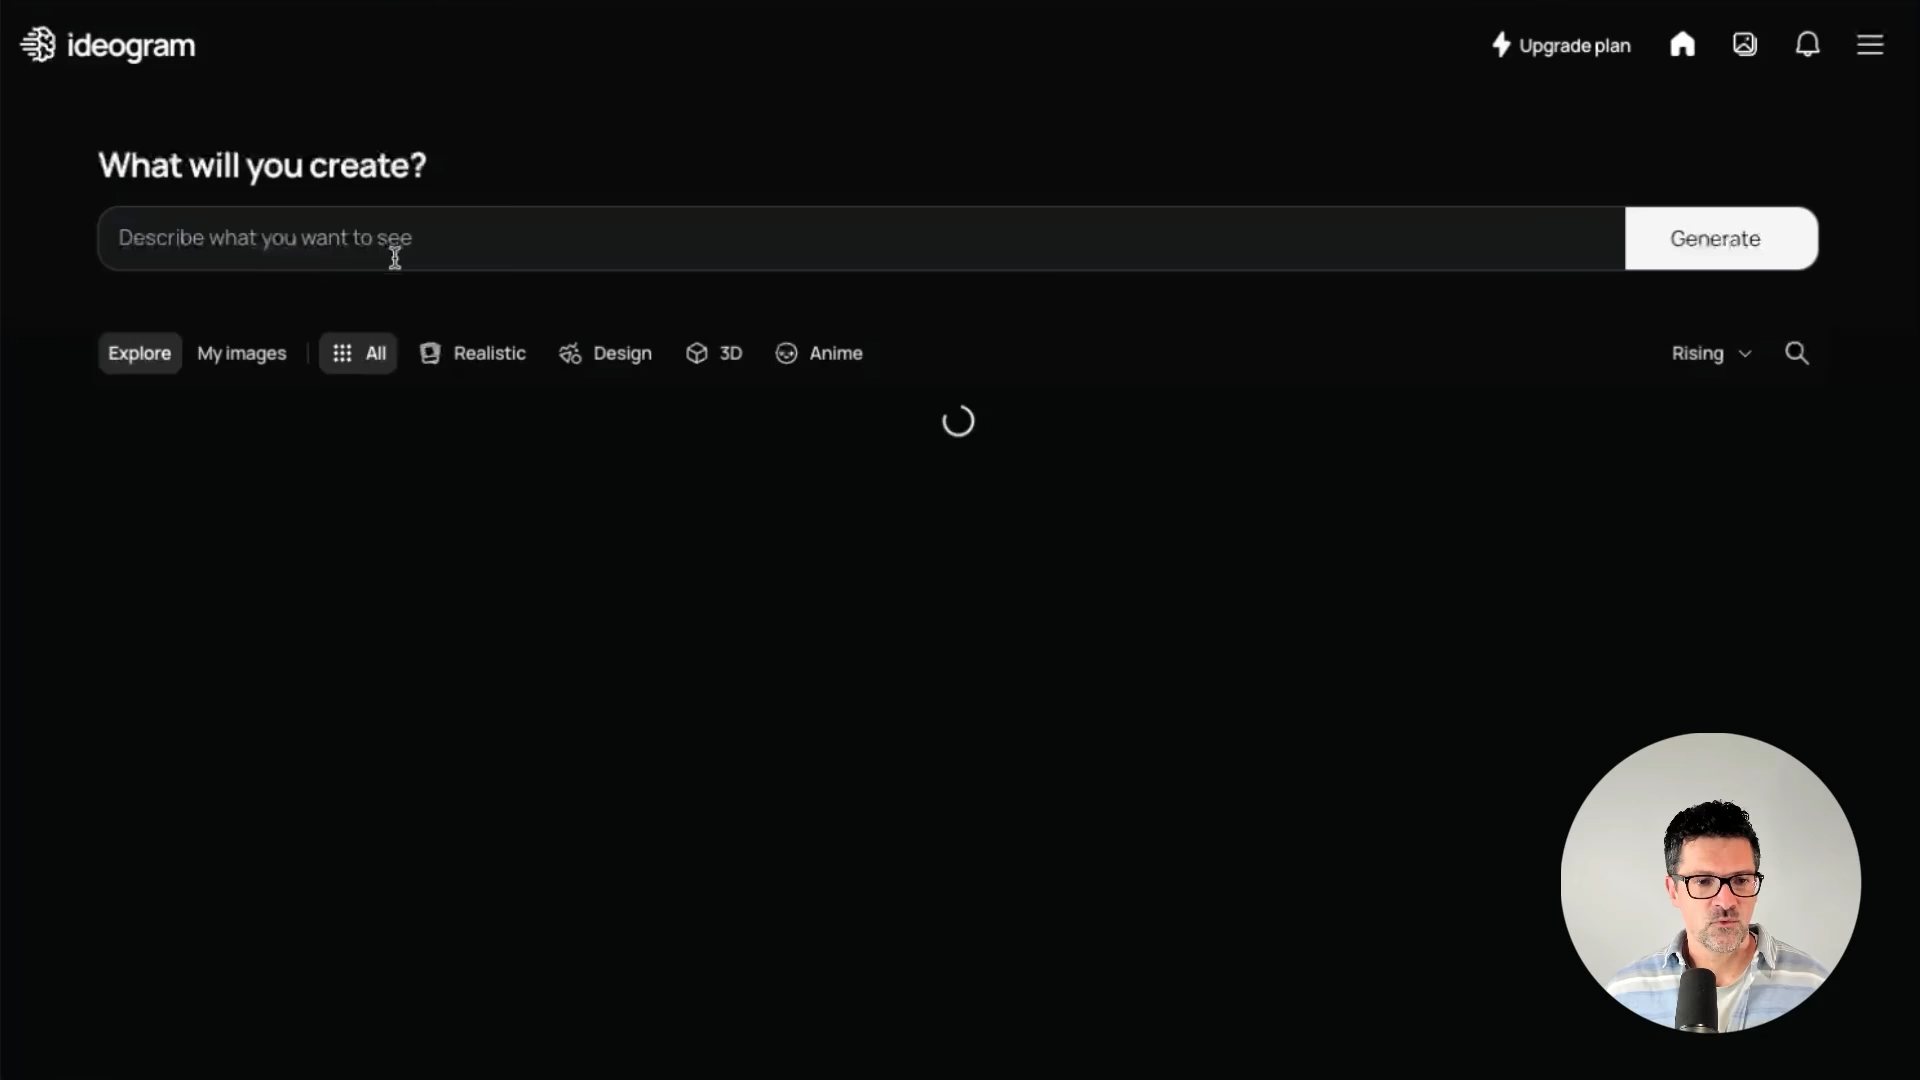 ideogram
Upgrade plan
What will you create?
Describe what you want to see
Generate
Explore
My images
All
Realistic
Design
3D
Anime
Rising